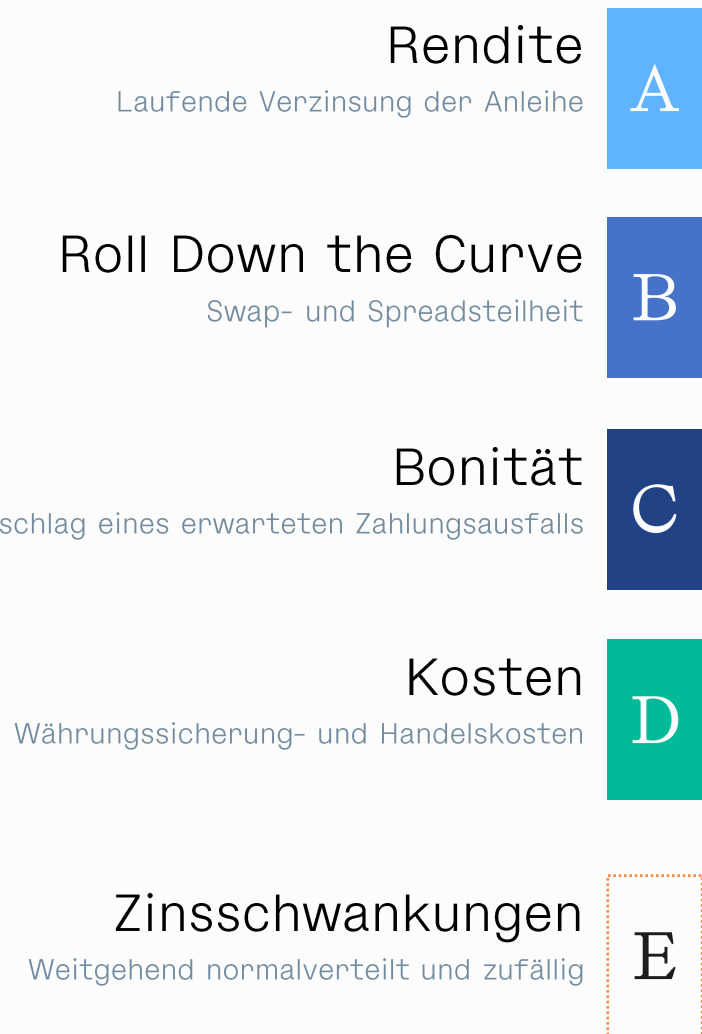 Rendite
Laufende Verzinsung der Anleihe
A
Roll Down the Curve
Swap- und Spreadsteilheit
B
Bonität
schlag eines erwarteten Zahlungsausfalls
C
Kosten
Währungssicherung- und Handelskosten
D
Zinsschwankungen
Weitgehend normalverteilt und zufällig
E